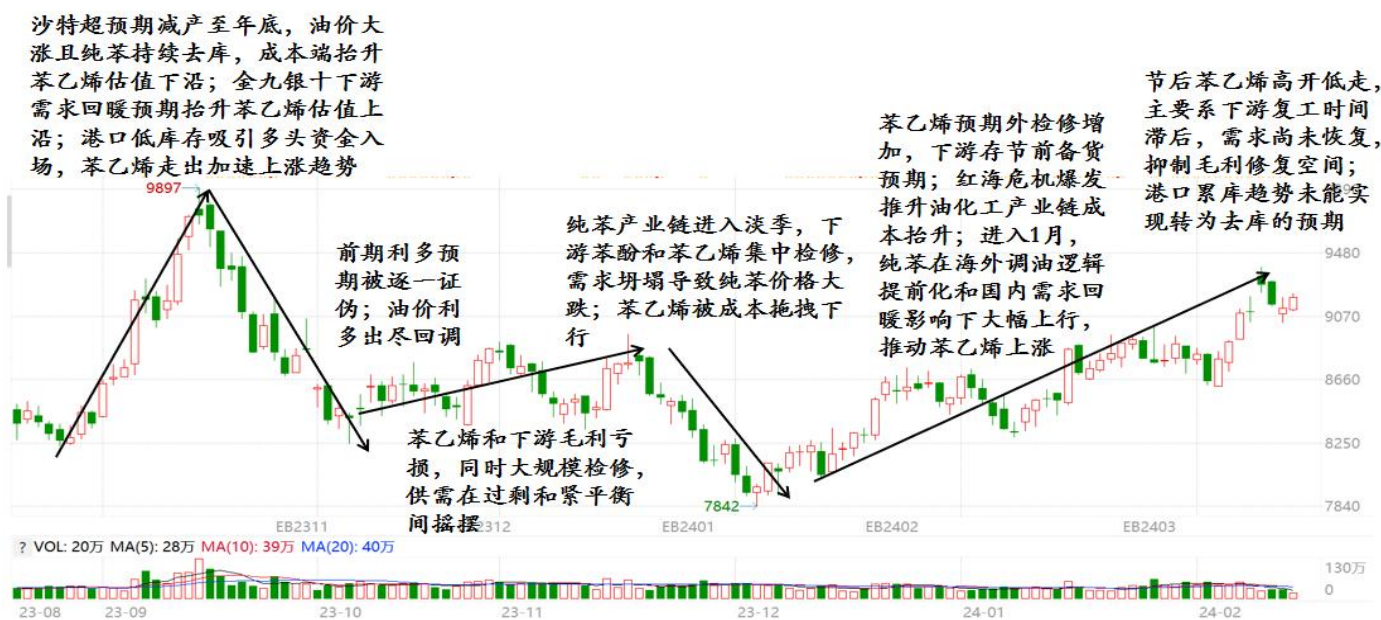 沙特超预期减产至年底，油价大
涨且纯苯持续去库，成本端抬升
苯乙烯估值下沿；金九银十下游
需求回暖预期抬升苯乙烯估值上
沿；港口低库存吸引多头资金入
场，苯乙烯走出加速上涨趋势
9897
前期利多预
期被逐一证
伪；油价利
多出尽回调
苯乙烯和下游毛利亏
损，同时大规模检修，
供需在过剩和紧平衡
间摇摆
纯苯产业链进入淡季，下
游苯酚和苯乙烯集中检修，
需求坍塌导致纯苯价格大
跌；苯乙烯被成本拖拽下
行
7842
苯乙烯预期外检修增
加，下游存节前备货
预期；红海危机爆发
推升油化工产业链成
本抬升；进入1月，
纯苯在海外调油逻辑
提前化和国内需求回
暖影响下大幅上行，
推动苯乙烯上涨
节后苯乙烯高开低走，
主要系下游复工时间
滞后，需求尚未恢复，
抑制毛利修复空间；
港口累库趋势未能实
现转为去库的预期
9480
9070
8660
8250
7840
EB2311
2312
EB2401
EB2402
EB2403
? VOL: 20万 MA(5): 28万 MA(10): 39万 MA(20): 40万
130万
0
23-08
23-09
23-10
23-11
23-12
24-01
24-02